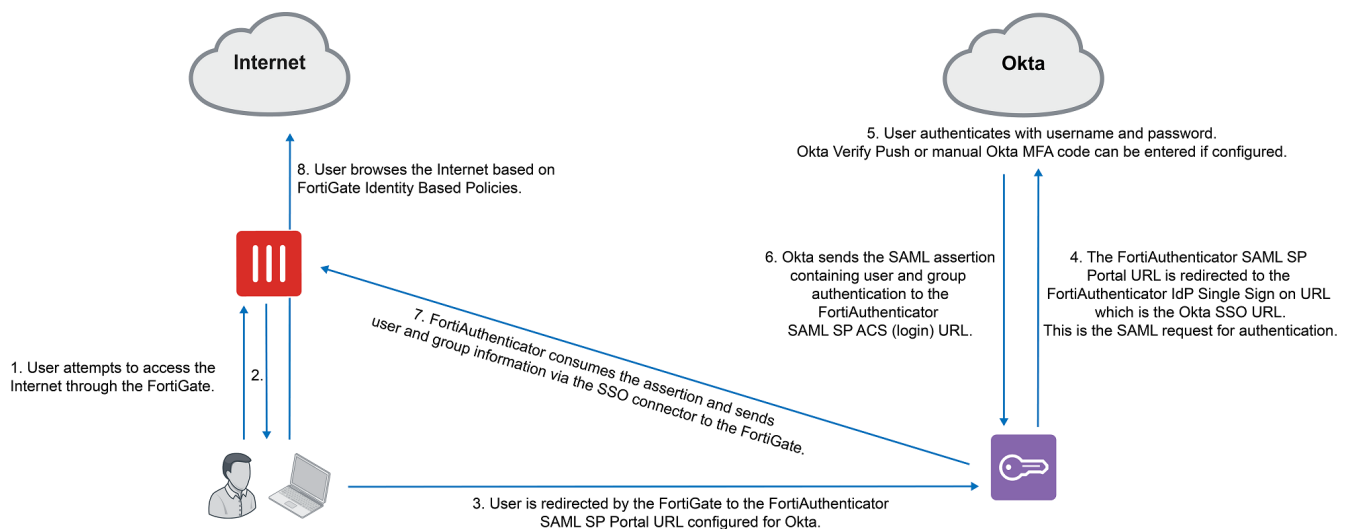 Internet
Okta
5. User authenticates with username and password.
Okta Verify Push or manual Okta MFA code can be entered if configured.
8. User browses the Internet based on
FortiGate Identity Based Policies.
6. Okta sends the SAML assertion
containing user and group
authentication to the
FortiAuthenticator
SAML SP ACS (login) URL.
4. The FortiAuthenticator SAML SP
Portal URL is redirected to the
FortiAuthenticator IdP Single Sign on URL
which is the Okta SSO URL.
This is the SAML request for authentication.
7. FortiAuthenticator consumes the assertion and sends
user and group information via the SSO connector to the FortiGate.
1. User attempts to access the
Internet through the FortiGate.
2.
3. User is redirected by the FortiGate to the FortiAuthenticator
SAML SP Portal URL configured for Okta.